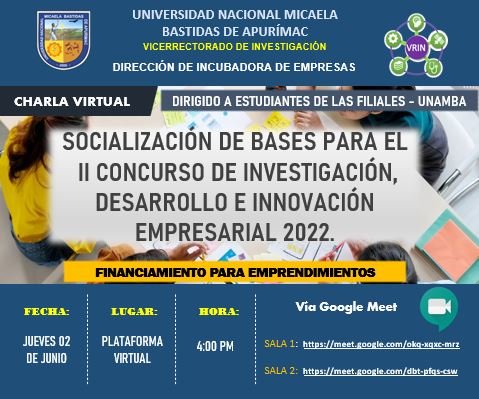 UNIVERSIDAD NACIONAL MICAELA
BASTIDAS DE APURÍMAC
VICERRECTORADO DE INVESTIGACIÓN
DIRECCIÓN DE INCUBADORA DE EMPRESAS
VRIN
CHARLA VIRTUAL
DIRIGIDO A ESTUDIANTES DE LAS FILIALES - UNAMBA
SOCIALIZACIÓN DE BASES PARA EL
II CONCURSO DE INVESTIGACIÓN,
DESARROLLO E INNOVACIÓN
EMPRESARIAL 2022.
FINANCIAMIENTO PARA EMPRENDIMIENTOS
FECHA:
JUEVES 02
DE JUNIO
LUGAR:
PLATAFORMA
VIRTUAL
HORA:
4:00 PM
Via Google Meet
SALA 1: https://meet.google.com/okq-xqxc-mrz
SALA 2: https://meet.google.com/dbt-pfqs-csw